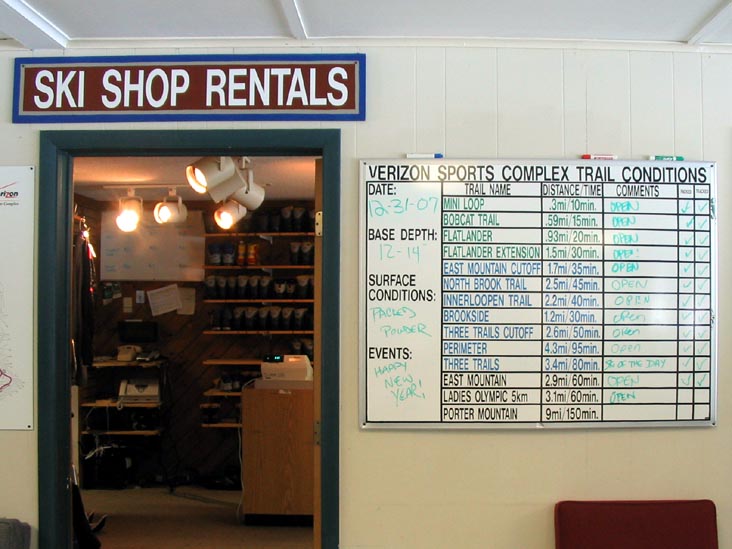 SKI SHOP RENTALS
VERIZON SPORTS COMPLEX TRAIL CONDITIONS
DATE:
12-31-07
BASE DEPTH:
12-14"
SURFACE
CONDITIONS:
PACKED
POWDER
EVENTS:
HAPPY
NEW
YEAR!
TRAIL NAME DISTANCE/TIME COMMENTS PACKED TRACKED
MINI LOOP .3mi/10min. OPEN
BOBCAT TRAIL .59mi/15min. OPEN
FLATLANDER .93mi/20min. OPEN
FLATLANDER EXTENSION 1.5mi/30min. OPEN
EAST MOUNTAIN CUTOFF 1.7mi/35min. OPEN
NORTH BROOK TRAIL 2.5mi/45min. OPEN
INNERLOOPEN TRAIL 2.2mi/40min. OPEN
BROOKSIDE 1.2mi/30min. OPEN
THREE TRAILS CUTOFF 2.6mi/50min. OPEN
PERIMETER 4.3mi/95min. OPEN
THREE TRAILS 3.4mi/80min. OF THE DAY
EAST MOUNTAIN 2.9mi/60min. OPEN
LADIES OLYMPIC 5km 3.1mi/60min. OPEN
PORTER MOUNTAIN 9mi/150min.